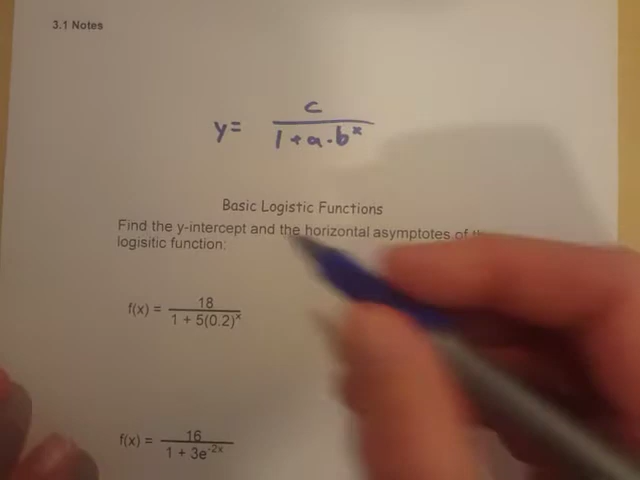 3.1 Notes
y = c / (1 + a · b^x)
Basic Logistic Functions
Find the y-intercept and the horizontal asymptotes of
logisitic function:
f(x) = 18 / (1 + 5(0.2)^x)
f(x) = 16 / (1 + 3e^-2x)